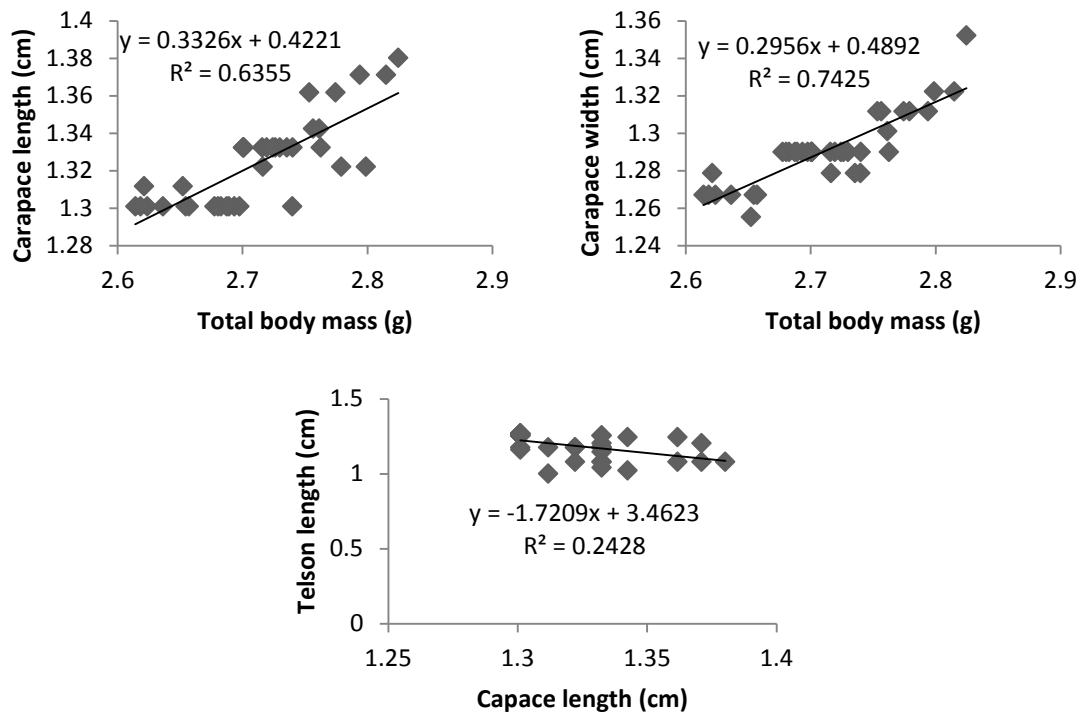 Carapace length (cm)
1.4
1.38
1.36
1.34
1.32
1.3
1.28
y = 0.3326x + 0.4221
R² = 0.6355
2.6 2.7 2.8 2.9
Total body mass (g)
Carapace width (cm)
1.36
1.34
1.32
1.3
1.28
1.26
1.24
y = 0.2956x + 0.4892
R² = 0.7425
2.6 2.7 2.8 2.9
Total body mass (g)
Telson length (cm)
1.5
1
0.5
0
y = -1.7209x + 3.4623
R² = 0.2428
1.25 1.3 1.35 1.4
Capace length (cm)